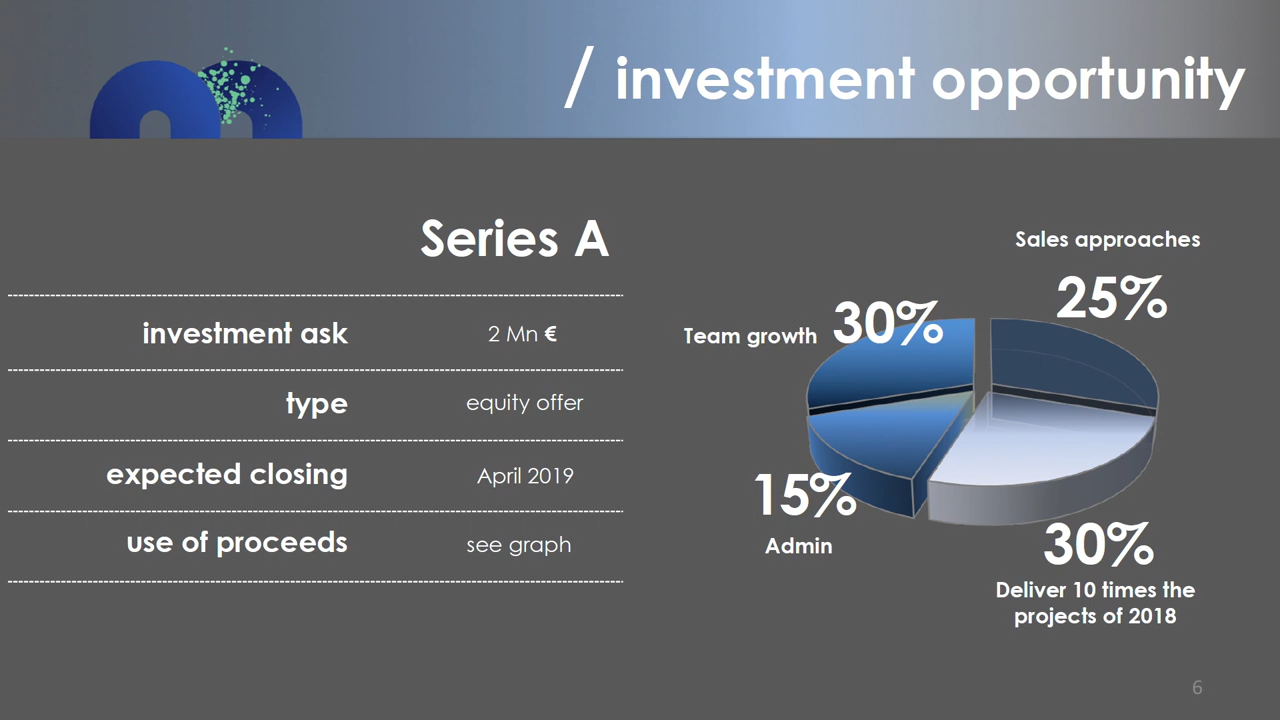 / investment opportunity
Series A
investment ask 2 Mn €
type equity offer
expected closing April 2019
use of proceeds see graph
Sales approaches
25%
Team growth 30%
15%
Admin
30%
Deliver 10 times the
projects of 2018
6